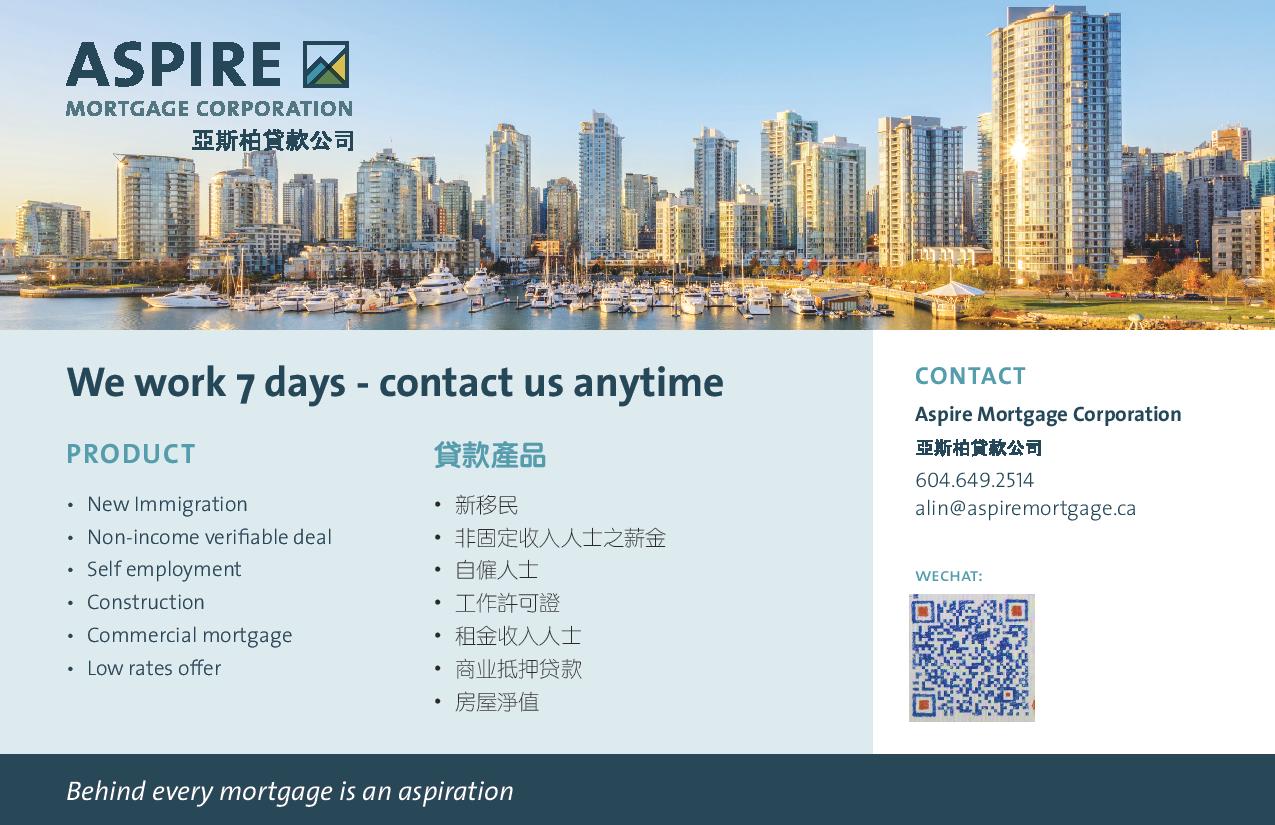 ASPIRE
MORTGAGE CORPORATION
亞斯柏貸款公司
We work 7 days - contact us anytime
PRODUCT
• New Immigration
• Non-income verifiable deal
• Self employment
• Construction
• Commercial mortgage
• Low rates offer
貸款產品
• 新移民
• 非固定收入人士之薪金
• 自僱人士
• 工作許可證
• 租金收入人士
• 商业抵押贷款
• 房屋淨值
CONTACT
Aspire Mortgage Corporation
亞斯柏貸款公司
604.649.2514
alin@aspiremortgage.ca
WECHAT:
Behind every mortgage is an aspiration